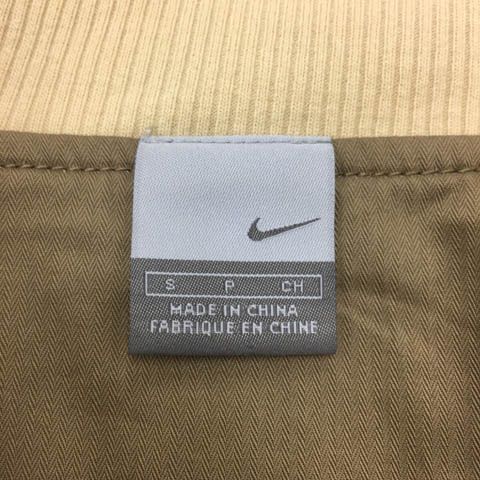 S P CH
MADE IN CHINA
FABRIQUE EN CHINE